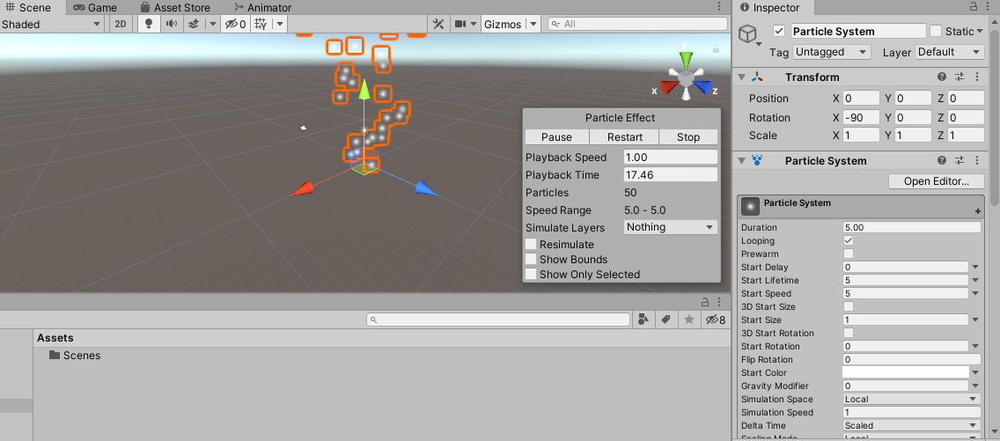 Scene Game Asset Store Animator
Shaded 2D 0 Gizmos All
Y
X Z
Particle Effect
Pause Restart Stop
Playback Speed 1.00
Playback Time 17.46
Particles 50
Speed Range 5.0 - 5.0
Simulate Layers Nothing
Resimulate
Show Bounds
Show Only Selected
8
Assets
Scenes
Inspector
Particle System Static
Tag Untagged Layer Default
Transform
Position X 0 Y 0 Z 0
Rotation X -90 Y 0 Z 0
Scale X 1 Y 1 Z 1
Particle System
Open Editor...
Particle System
Duration 5.00
Looping
Prewarm
Start Delay 0
Start Lifetime 5
Start Speed 5
3D Start Size
Start Size 1
3D Start Rotation
Start Rotation 0
Flip Rotation 0
Start Color
Gravity Modifier 0
Simulation Space Local
Simulation Speed 1
Delta Time Scaled
Scaling Mode Local